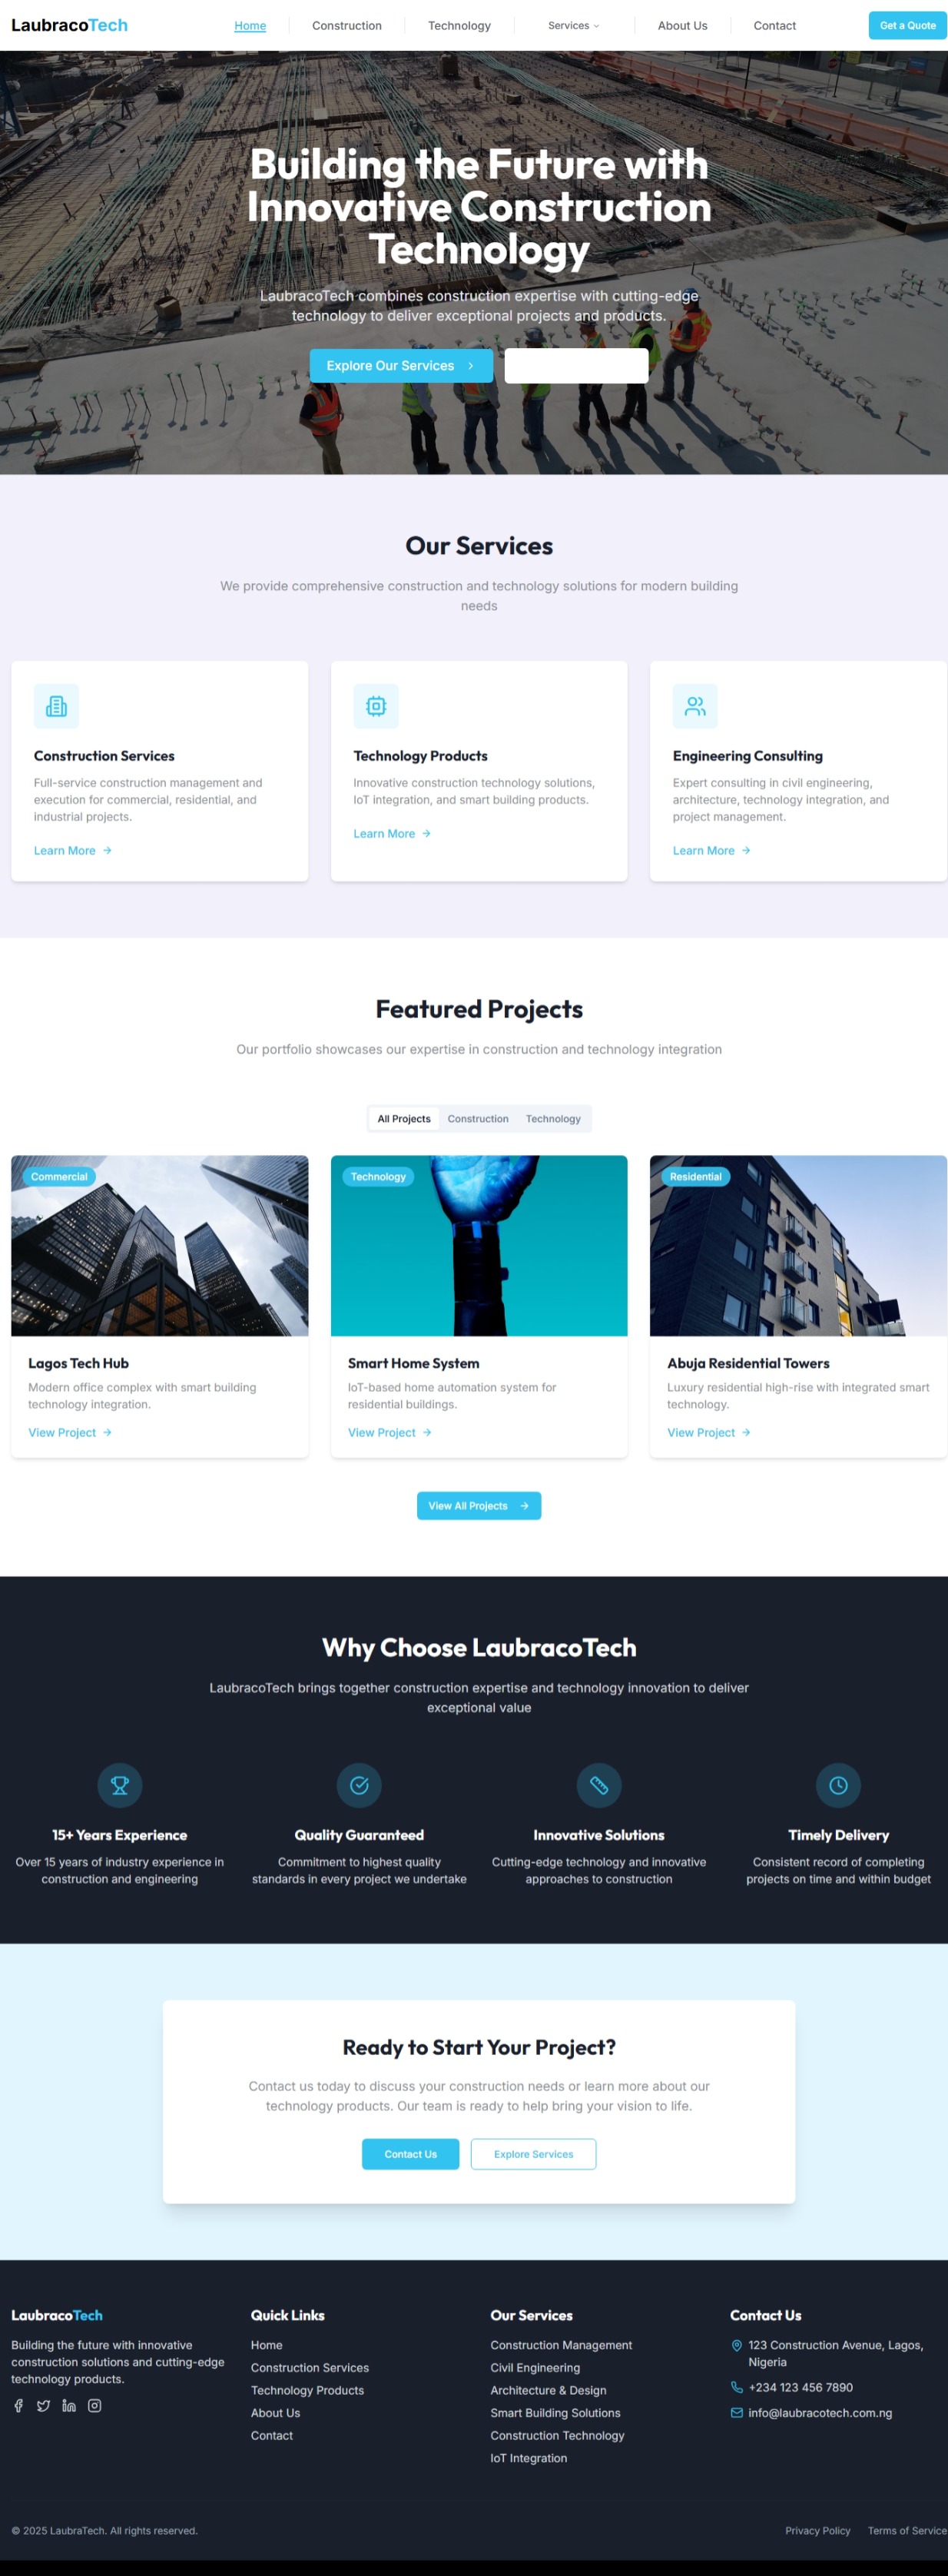 LaubracoTech
Home
Construction
Technology
Services
About Us
Contact
Get a Quote
Building the Future with
Innovative Construction
Technology
LaubracoTech combines construction expertise with cutting-edge
technology to deliver exceptional projects and products.
Explore Our Services
Our Services
We provide comprehensive construction and technology solutions for modern building
needs
Construction Services
Full-service construction management and
execution for commercial, residential, and
industrial projects.
Learn More
Technology Products
Innovative construction technology solutions,
IoT integration, and smart building products.
Learn More
Engineering Consulting
Expert consulting in civil engineering,
architecture, technology integration, and
project management.
Learn More
Featured Projects
Our portfolio showcases our expertise in construction and technology integration
All Projects
Construction
Technology
Commercial
Lagos Tech Hub
Modern office complex with smart building
technology integration.
View Project
Technology
Smart Home System
IoT-based home automation system for
residential buildings.
View Project
Residential
Abuja Residential Towers
Luxury residential high-rise with integrated smart
technology.
View Project
View All Projects
Why Choose LaubracoTech
LaubracoTech brings together construction expertise and technology innovation to deliver
exceptional value
15+ Years Experience
Over 15 years of industry experience in
construction and engineering
Quality Guaranteed
Commitment to highest quality
standards in every project we undertake
Innovative Solutions
Cutting-edge technology and innovative
approaches to construction
Timely Delivery
Consistent record of completing
projects on time and within budget
Ready to Start Your Project?
Contact us today to discuss your construction needs or learn more about our
technology products. Our team is ready to help bring your vision to life.
Contact Us
Explore Services
LaubracoTech
Building the future with innovative
construction solutions and cutting-edge
technology products.
Quick Links
Home
Construction Services
Technology Products
About Us
Contact
Our Services
Construction Management
Civil Engineering
Architecture & Design
Smart Building Solutions
Construction Technology
IoT Integration
Contact Us
123 Construction Avenue, Lagos,
Nigeria
+234 123 456 7890
info@laubracotech.com.ng
© 2025 LaubraTech. All rights reserved.
Privacy Policy
Terms of Service